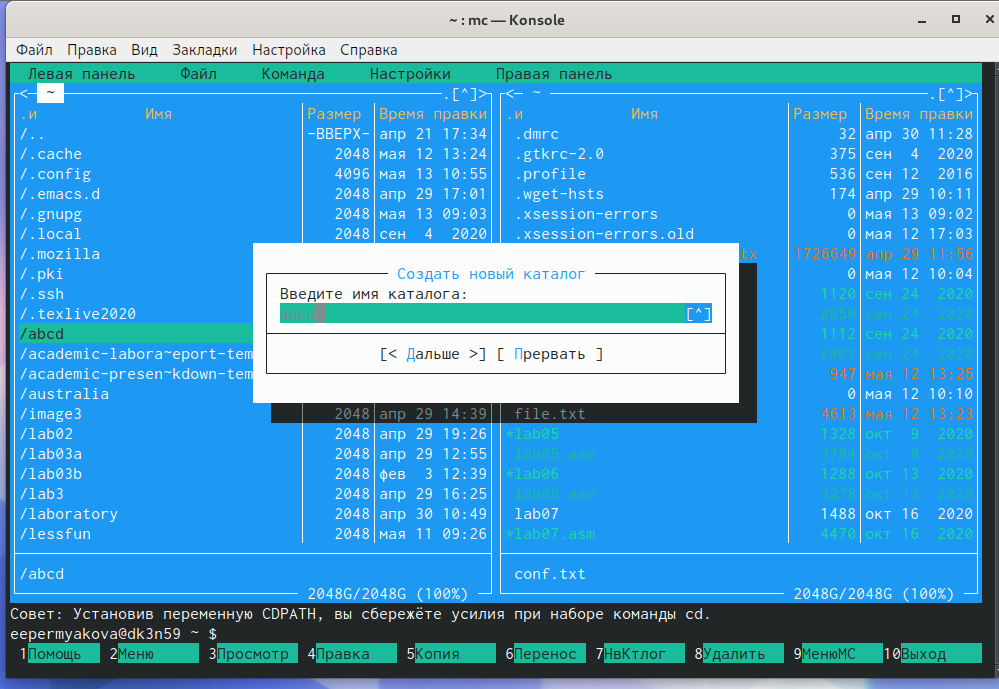 ~ : mc — Konsole
Файл Правка Вид Закладки Настройка Справка
Левая панель Файл Команда Настройки Правая панель
<─ ~ .[^]> <─ ~ .[^]>
.и Имя Размер Время правки .и Имя Размер Время правки
/.. -ВВЕРХ- апр 21 17:34 .dmrc 32 апр 30 11:28
/.cache 2048 мая 12 13:24 .gtkrc-2.0 375 сен 4 2020
/.config 4096 мая 13 10:55 .profile 536 сен 12 2016
/.emacs.d 2048 апр 29 17:01 .wget-hsts 174 апр 29 10:11
/.gnupg 2048 мая 13 09:03 .xsession-errors 0 мая 13 09:02
/.local 2048 сен 4 2020 .xsession-errors.old 0 мая 12 17:03
/.mozilla tx 1726649 апр 29 11:56
/.pki Создать новый каталог 0 мая 12 10:04
/.ssh Введите имя каталога: 1120 сен 24 2020
/.texlive2020 abcd [^] 2650 сен 24 2020
/abcd 1112 сен 24 2020
/academic-labora~eport-tem [< Дальше >] [ Прервать ] 2483 сен 24 2020
/academic-presen~kdown-tem 947 мая 12 13:25
/australia 0 мая 12 10:10
/image3 2048 апр 29 14:39 file.txt 4613 мая 12 13:23
/lab02 2048 апр 29 19:26 *lab05 1328 окт 9 2020
/lab03a 2048 апр 29 12:55 lab05.asm 3784 окт 9 2020
/lab03b 2048 фев 3 12:39 *lab06 1288 окт 13 2020
/lab3 2048 апр 29 16:25 lab06.asm 3278 окт 13 2020
/laboratory 2048 апр 30 10:49 lab07 1488 окт 16 2020
/lessfun 2048 мая 11 09:26 *lab07.asm 4470 окт 16 2020
/abcd conf.txt
2048G/2048G (100%) 2048G/2048G (100%)
Совет: Установив переменную CDPATH, вы сбережёте усилия при наборе команды cd.
eepermyakova@dk3n59 ~ $
1Помощь 2Меню 3Просмотр 4Правка 5Копия 6Перенос 7НвКтлог 8Удалить 9МенюМС 10Выход